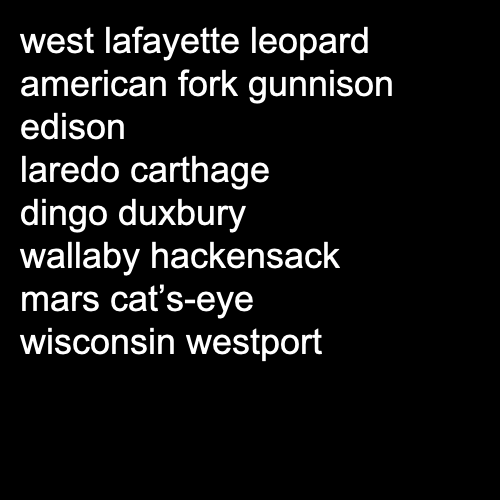 west lafayette leopard
american fork gunnison
edison
laredo carthage
dingo duxbury
wallaby hackensack
mars cat’s-eye
wisconsin westport